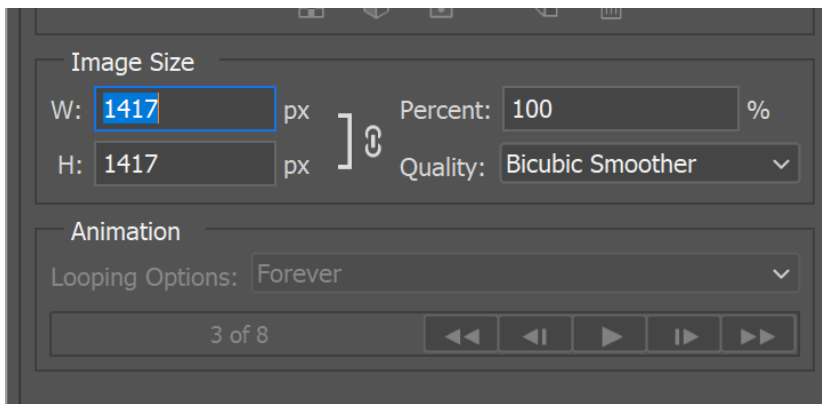 Image Size
W: 1417 px Percent: 100 %
H: 1417 px Quality: Bicubic Smoother
Animation
Looping Options: Forever
3 of 8